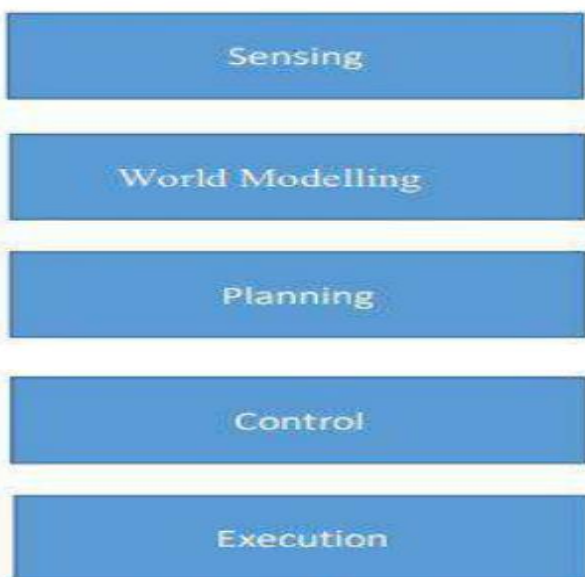 Sensing
World Modelling
Planning
Control
Execution